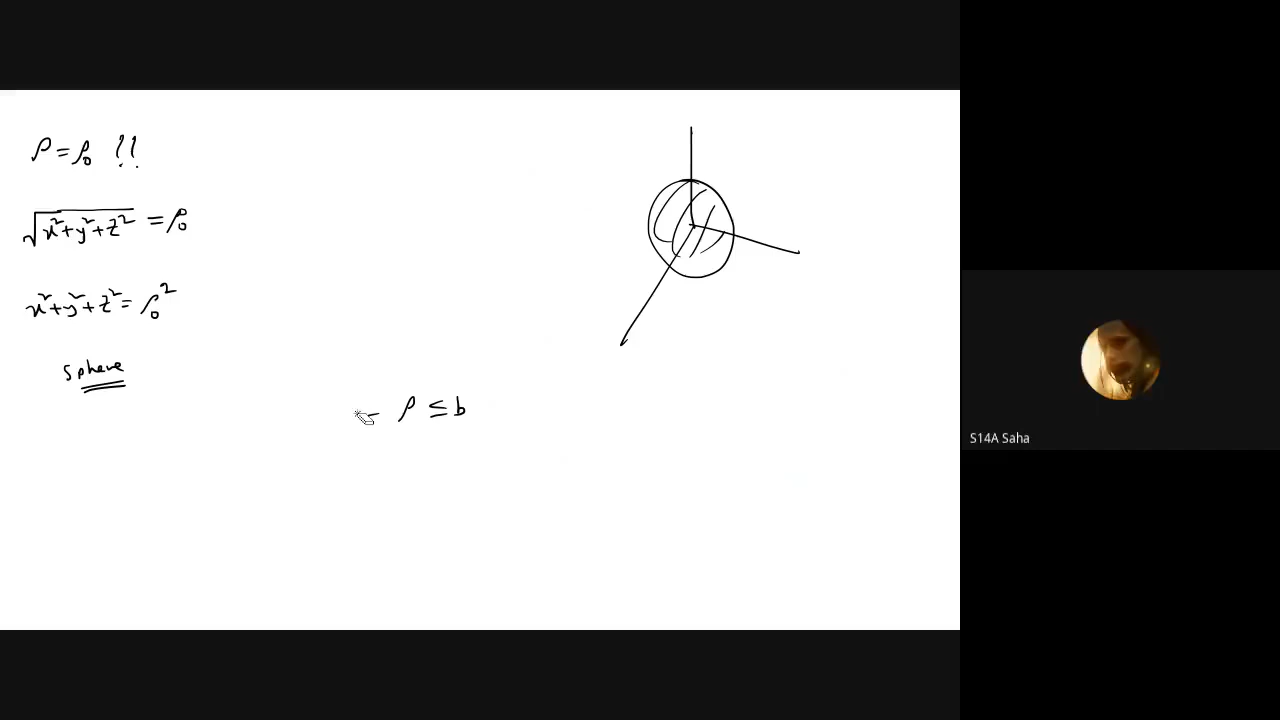 ρ = ρ₀ !!
√x²+y²+z² = ρ₀
x²+y²+z² = ρ₀²
Sphere
- ρ ≤ b
S14A Saha